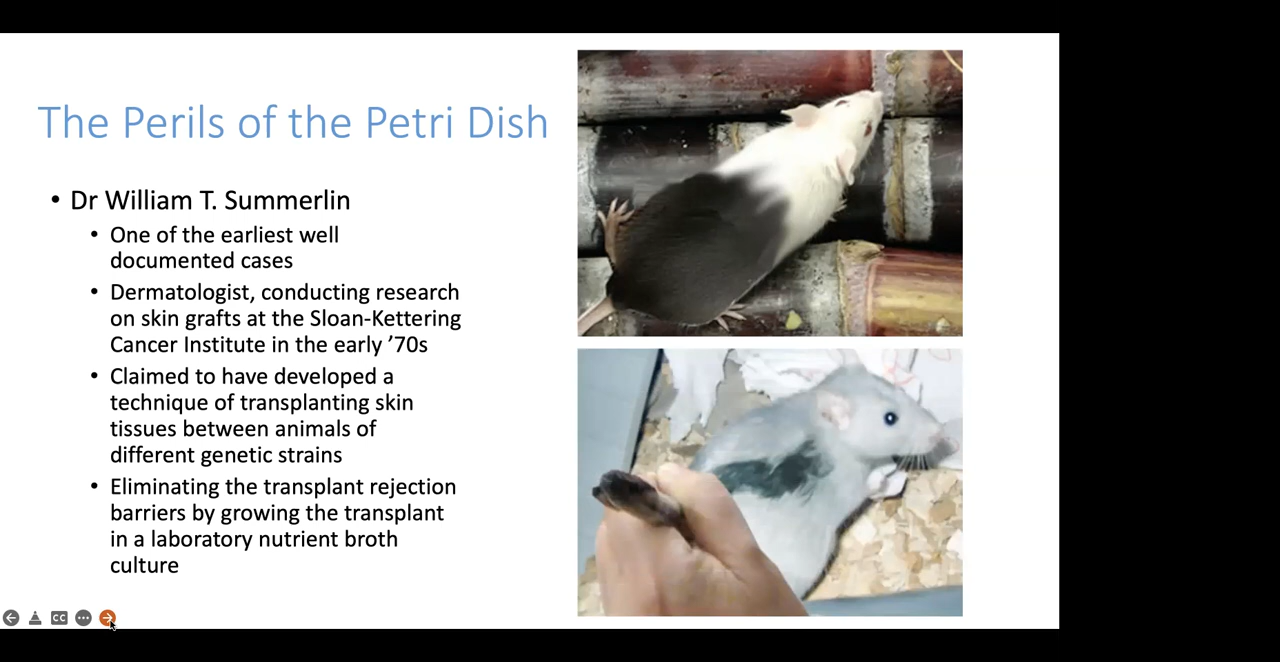 The Perils of the Petri Dish
• Dr William T. Summerlin
• One of the earliest well
documented cases
• Dermatologist, conducting research
on skin grafts at the Sloan-Kettering
Cancer Institute in the early ’70s
• Claimed to have developed a
technique of transplanting skin
tissues between animals of
different genetic strains
• Eliminating the transplant rejection
barriers by growing the transplant
in a laboratory nutrient broth
culture
CC